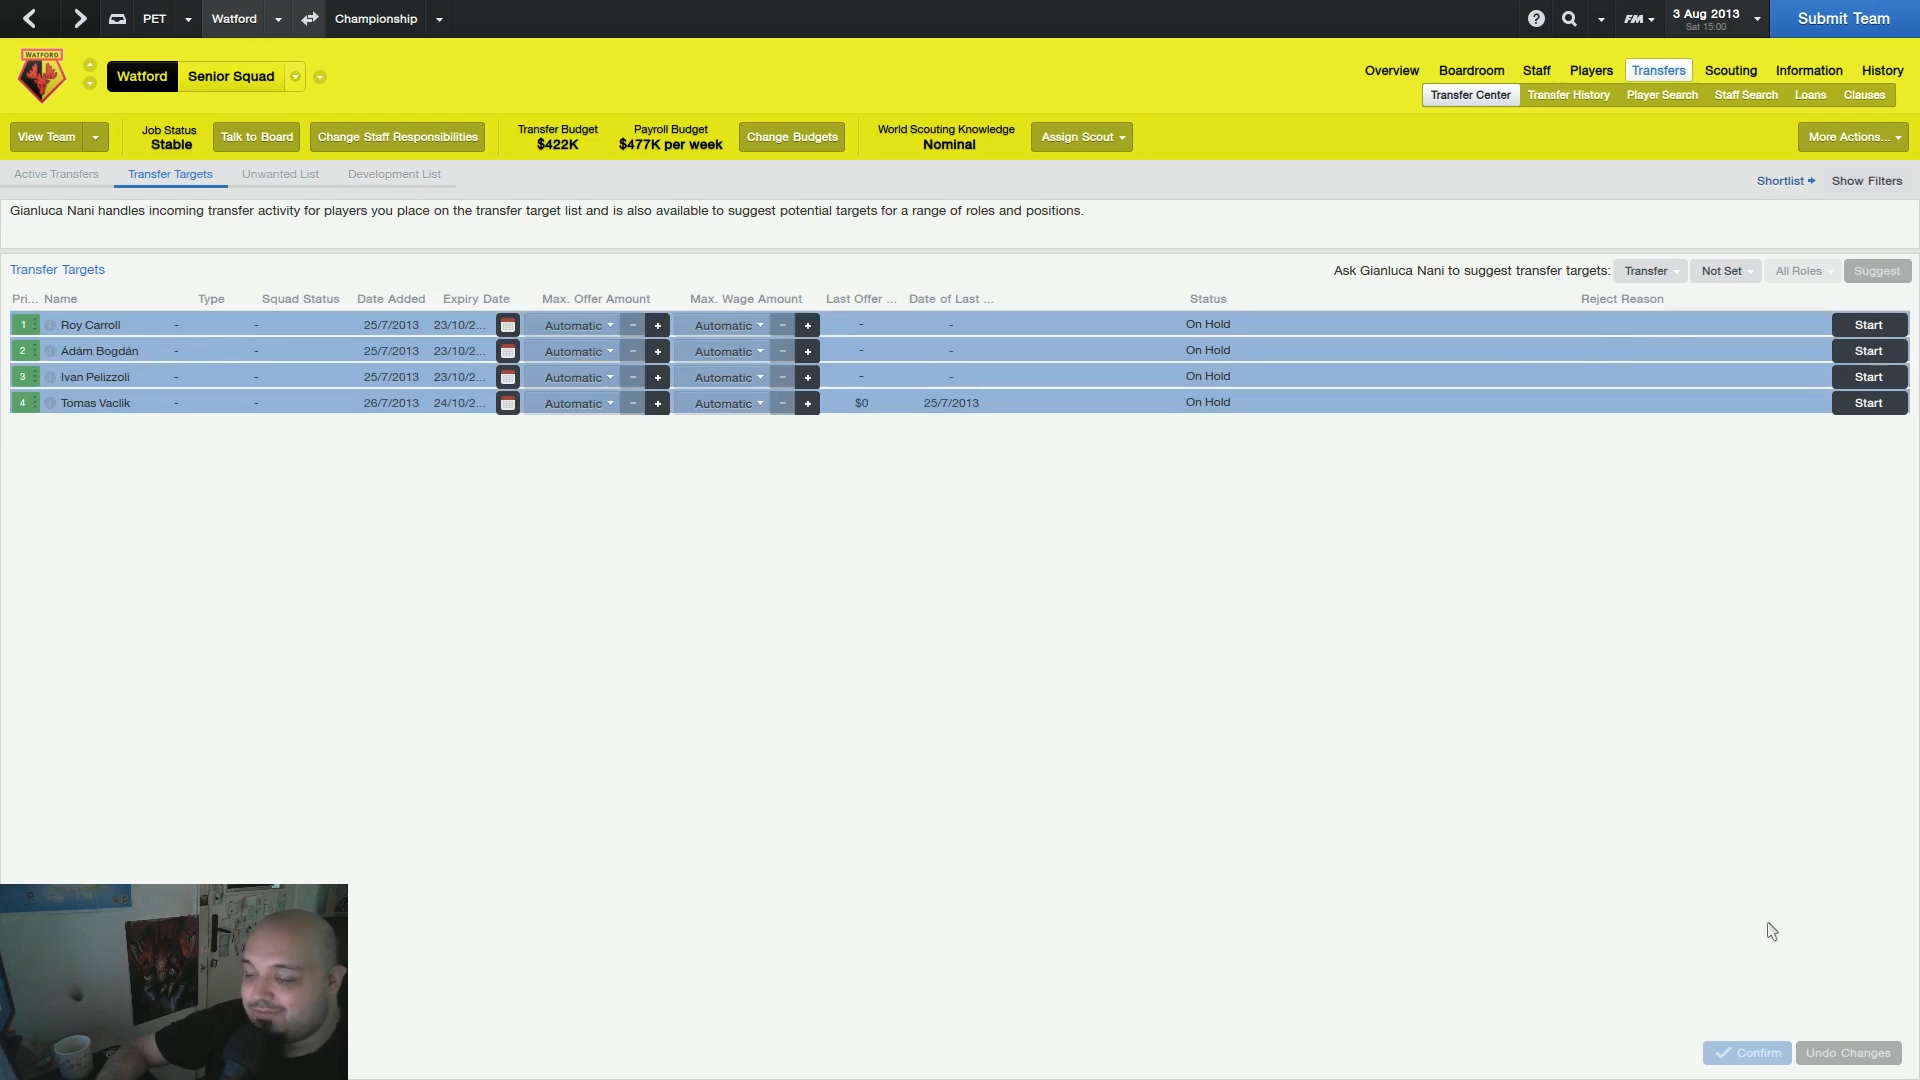 PET Watford Championship FM 3 Aug 2013 Submit Team
Sat 15:00
WATFORD
Watford Senior Squad
Overview Boardroom Staff Players Transfers Scouting Information History
Transfer Center Transfer History Player Search Staff Search Loans Clauses
View Team
Job Status
Stable
Talk to Board
Change Staff Responsibilities
Transfer Budget
$422K
Payroll Budget
$477K per week
Change Budgets
World Scouting Knowledge
Nominal
Assign Scout
More Actions...
Active Transfers Transfer Targets Unwanted List Development List
Shortlist Show Filters
Gianluca Nani handles incoming transfer activity for players you place on the transfer target list and is also available to suggest potential targets for a range of roles and positions.
Transfer Targets
Ask Gianluca Nani to suggest transfer targets: Transfer Not Set All Roles Suggest
Pri... Name Type Squad Status Date Added Expiry Date Max. Offer Amount Max. Wage Amount Last Offer ... Date of Last ... Status Reject Reason
1 Roy Carroll - - 25/7/2013 23/10/2... Automatic - + Automatic - + - - On Hold Start
2 Ádám Bogdán - - 25/7/2013 23/10/2... Automatic - + Automatic - + - - On Hold Start
3 Ivan Pelizzoli - - 25/7/2013 23/10/2... Automatic - + Automatic - + - - On Hold Start
4 Tomas Vaclik - - 26/7/2013 24/10/2... Automatic - + Automatic - + $0 25/7/2013 On Hold Start
Confirm Undo Changes